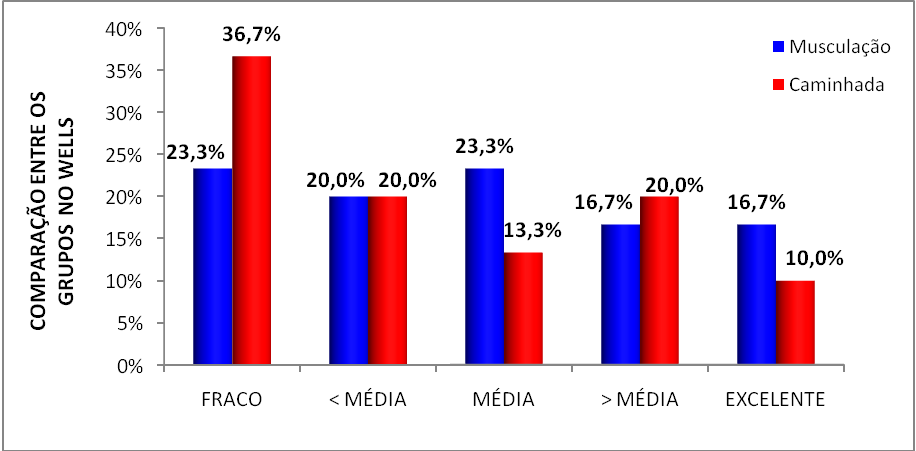 COMPARAÇÃO ENTRE OS
GRUPOS NO WELLS
40%
35%
30%
25%
20%
15%
10%
5%
0%
23,3%
36,7%
20,0%
20,0%
23,3%
13,3%
16,7%
20,0%
16,7%
10,0%
FRACO
< MÉDIA
MÉDIA
> MÉDIA
EXCELENTE
Musculação
Caminhada